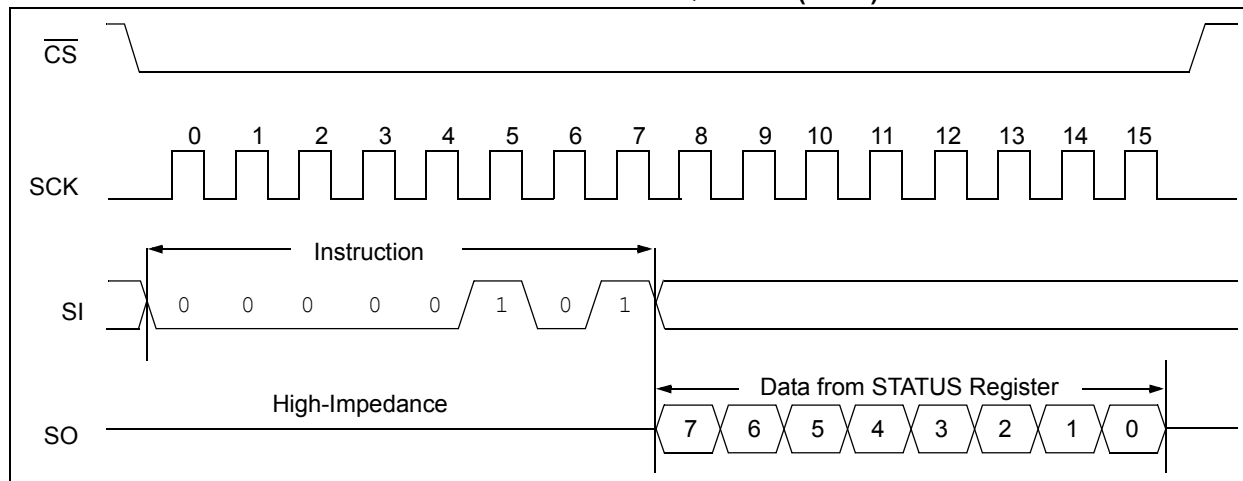 CS
0 1 2 3 4 5 6 7 8 9 10 11 12 13 14 15
SCK
Instruction
SI 0 0 0 0 0 1 0 1
Data from STATUS Register
High-Impedance
SO 7 6 5 4 3 2 1 0